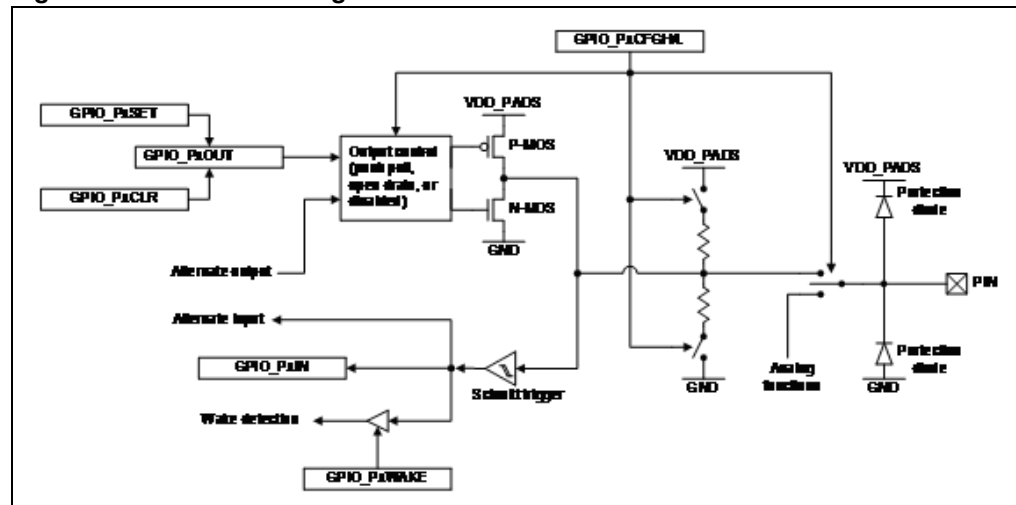 GPIO_PxCFGH/L
VDD_PADS
GPIO_PxSET
P-MOS
GPIO_PxOUT
Output control
(push pull,
open drain, or
disabled)
VDD_PADS
VDD_PADS
Protection
diode
GPIO_PxCLR
N-MOS
GND
Alternate output
PIN
Alternate input
GPIO_PxIN
Schmitt trigger
Analog
functions
GND
Protection
diode
GND
Wake detection
GPIO_PxWAKE